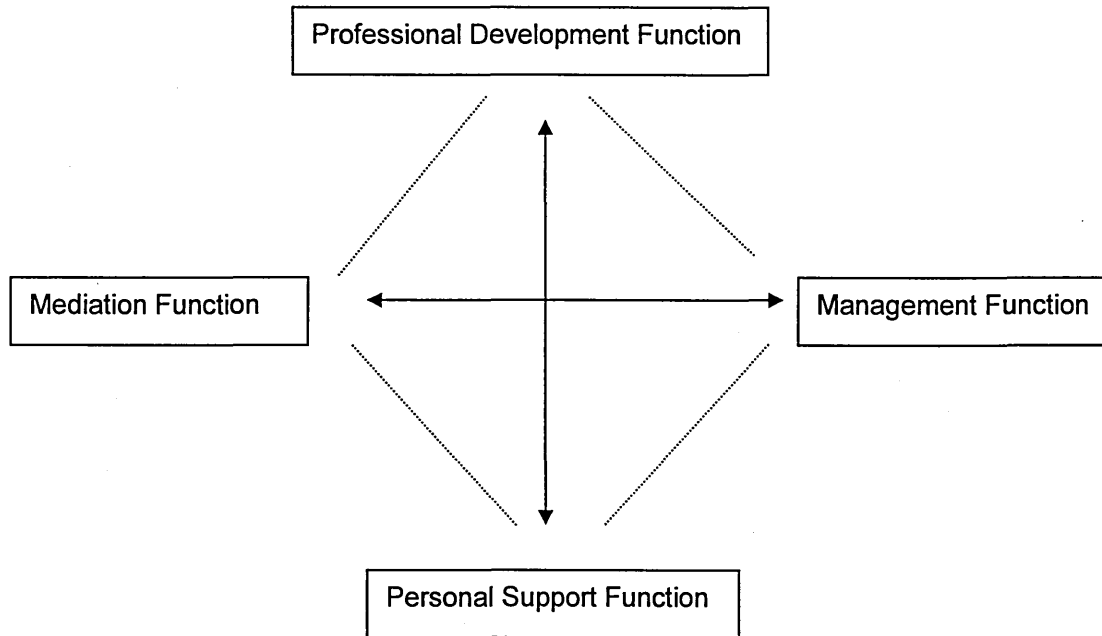 Professional Development Function
Mediation Function
Management Function
Personal Support Function